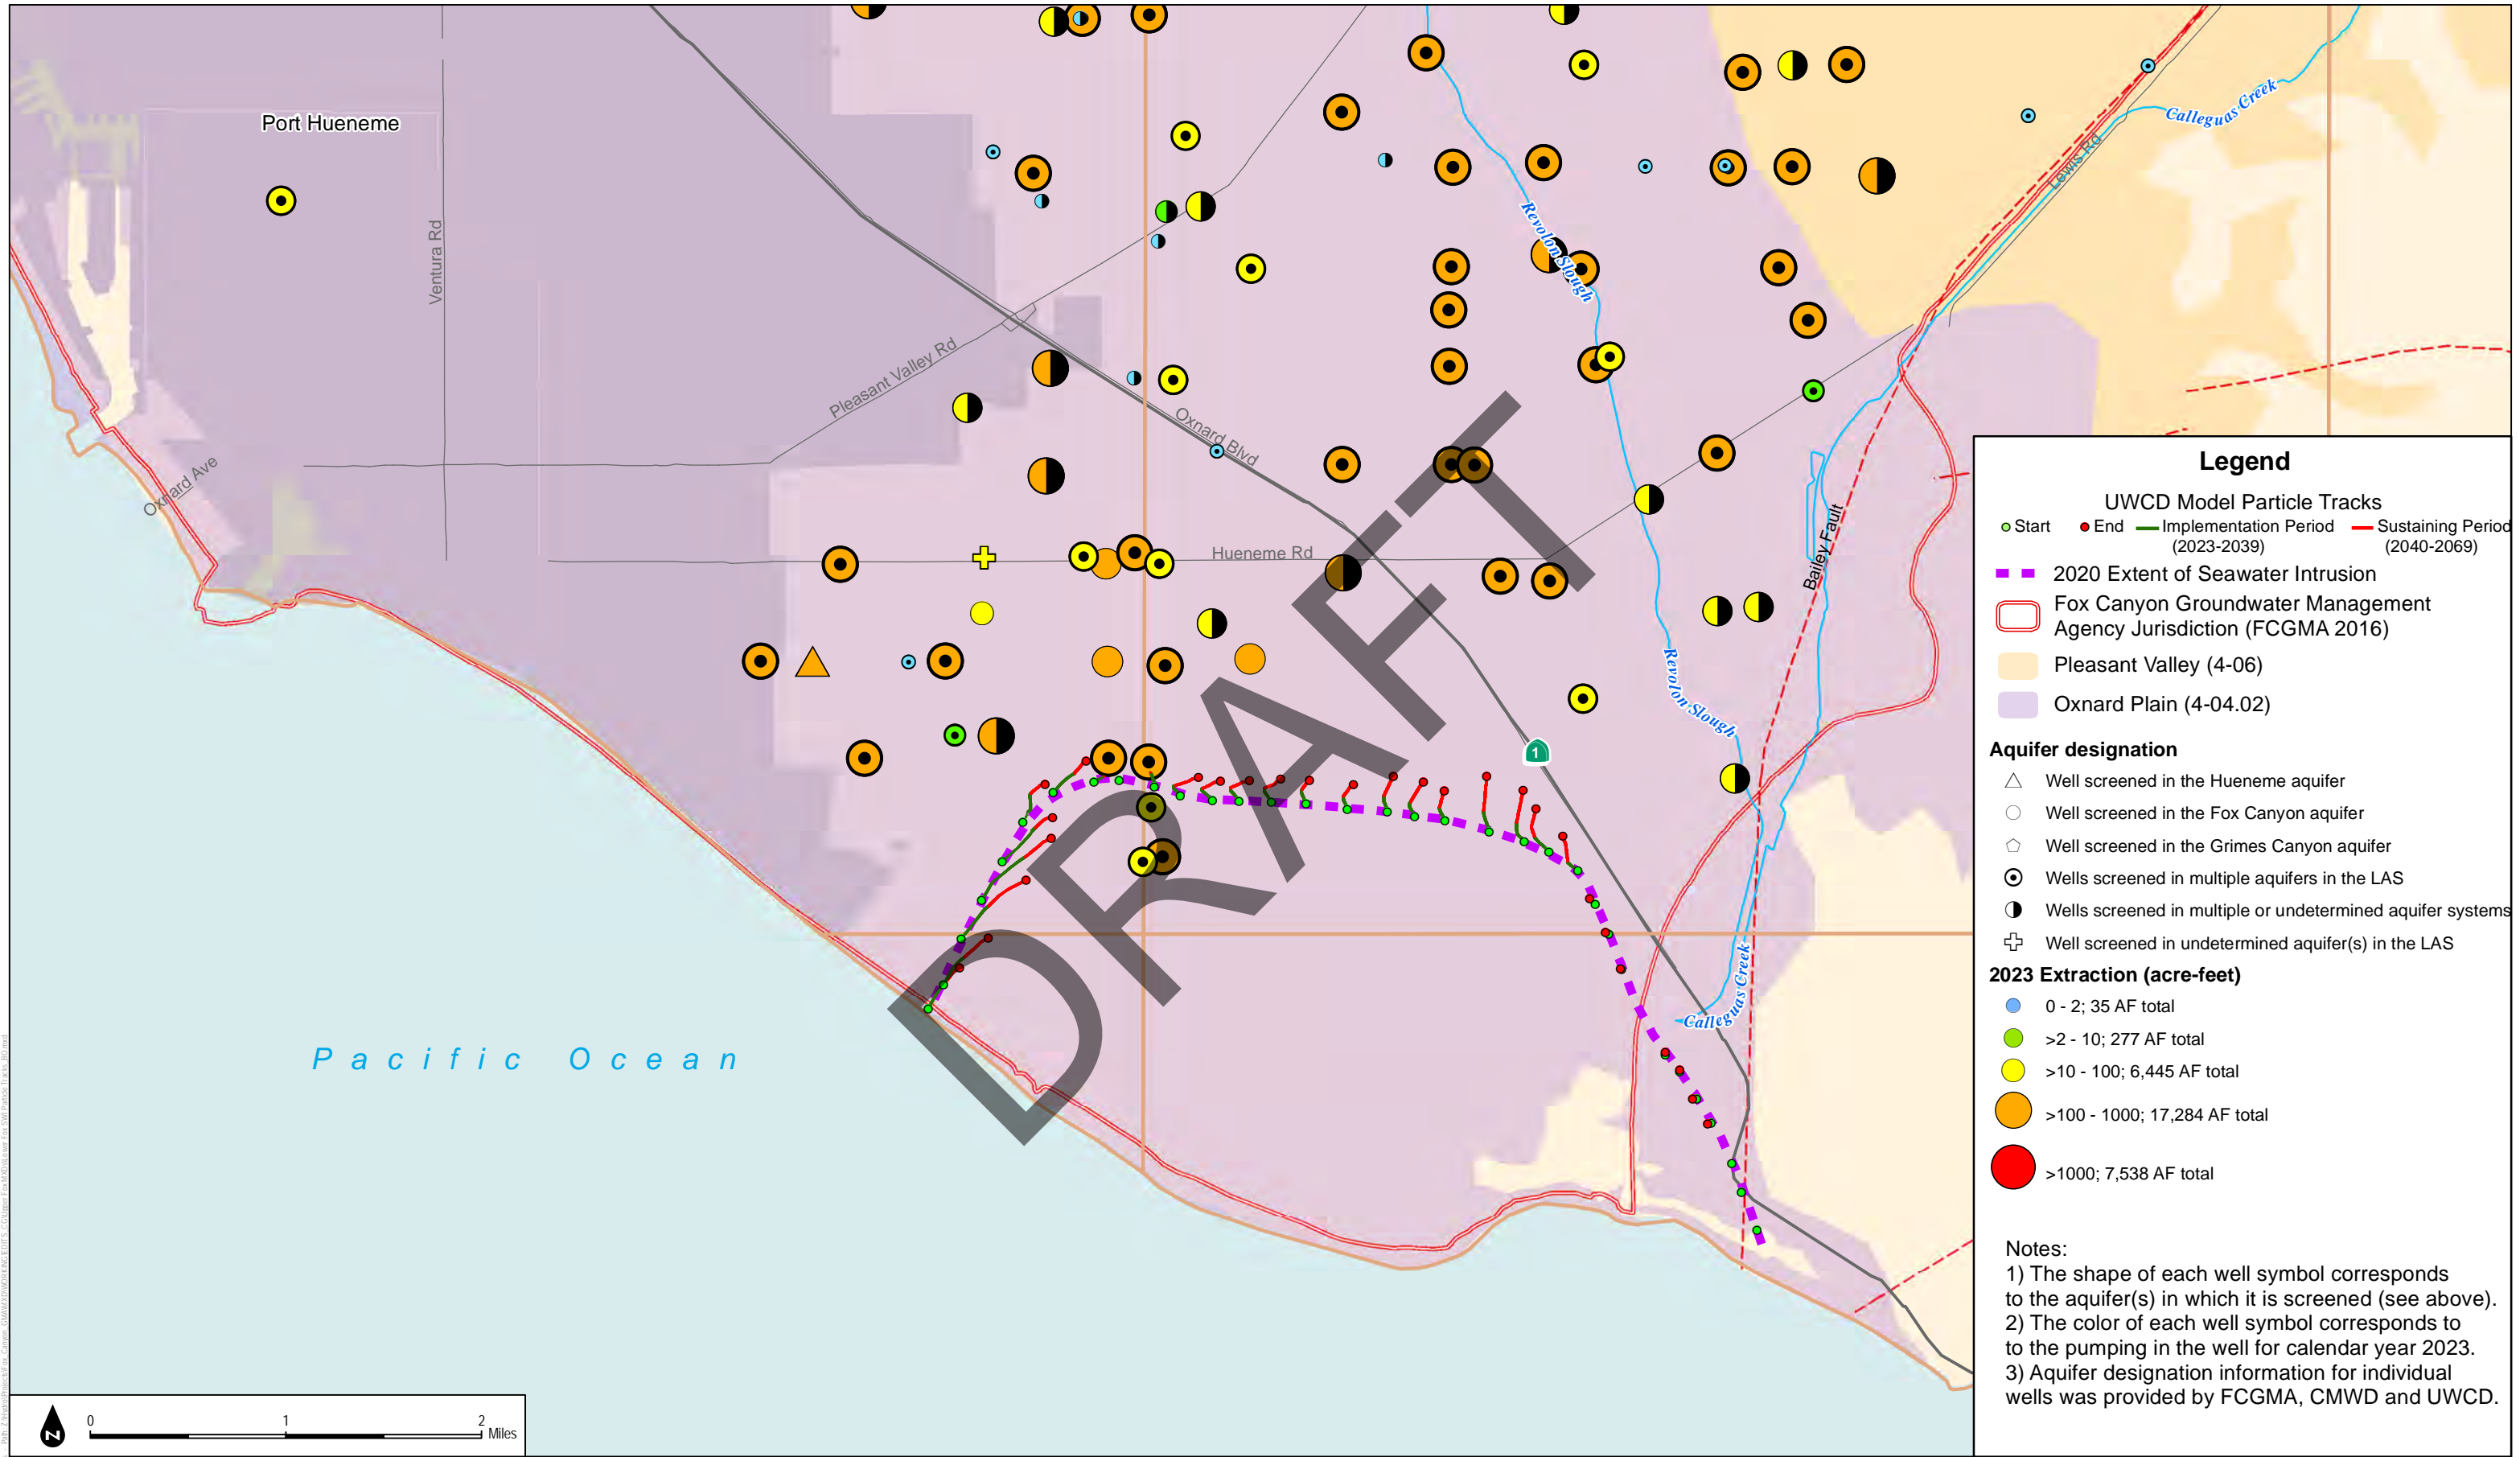 Port Hueneme
Ventura Rd
Oxnard Ave
Pleasant Valley Rd
Oxnard Blvd
Hueneme Rd
Revolon Slough
Revolon Slough
Calleguas Creek
Lewis Rd
Bailey Fault
1
Calleguas Creek
Pacific Ocean
DRAFT
N
0 1 2
Miles
Legend
UWCD Model Particle Tracks
Start End Implementation Period Sustaining Period
(2023-2039) (2040-2069)
2020 Extent of Seawater Intrusion
Fox Canyon Groundwater Management
Agency Jurisdiction (FCGMA 2016)
Pleasant Valley (4-06)
Oxnard Plain (4-04.02)
Aquifer designation
Well screened in the Hueneme aquifer
Well screened in the Fox Canyon aquifer
Well screened in the Grimes Canyon aquifer
Wells screened in multiple aquifers in the LAS
Wells screened in multiple or undetermined aquifer systems
Well screened in undetermined aquifer(s) in the LAS
2023 Extraction (acre-feet)
0 - 2; 35 AF total
>2 - 10; 277 AF total
>10 - 100; 6,445 AF total
>100 - 1000; 17,284 AF total
>1000; 7,538 AF total
Notes:
1) The shape of each well symbol corresponds
to the aquifer(s) in which it is screened (see above).
2) The color of each well symbol corresponds to
to the pumping in the well for calendar year 2023.
3) Aquifer designation information for individual
wells was provided by FCGMA, CMWD and UWCD.